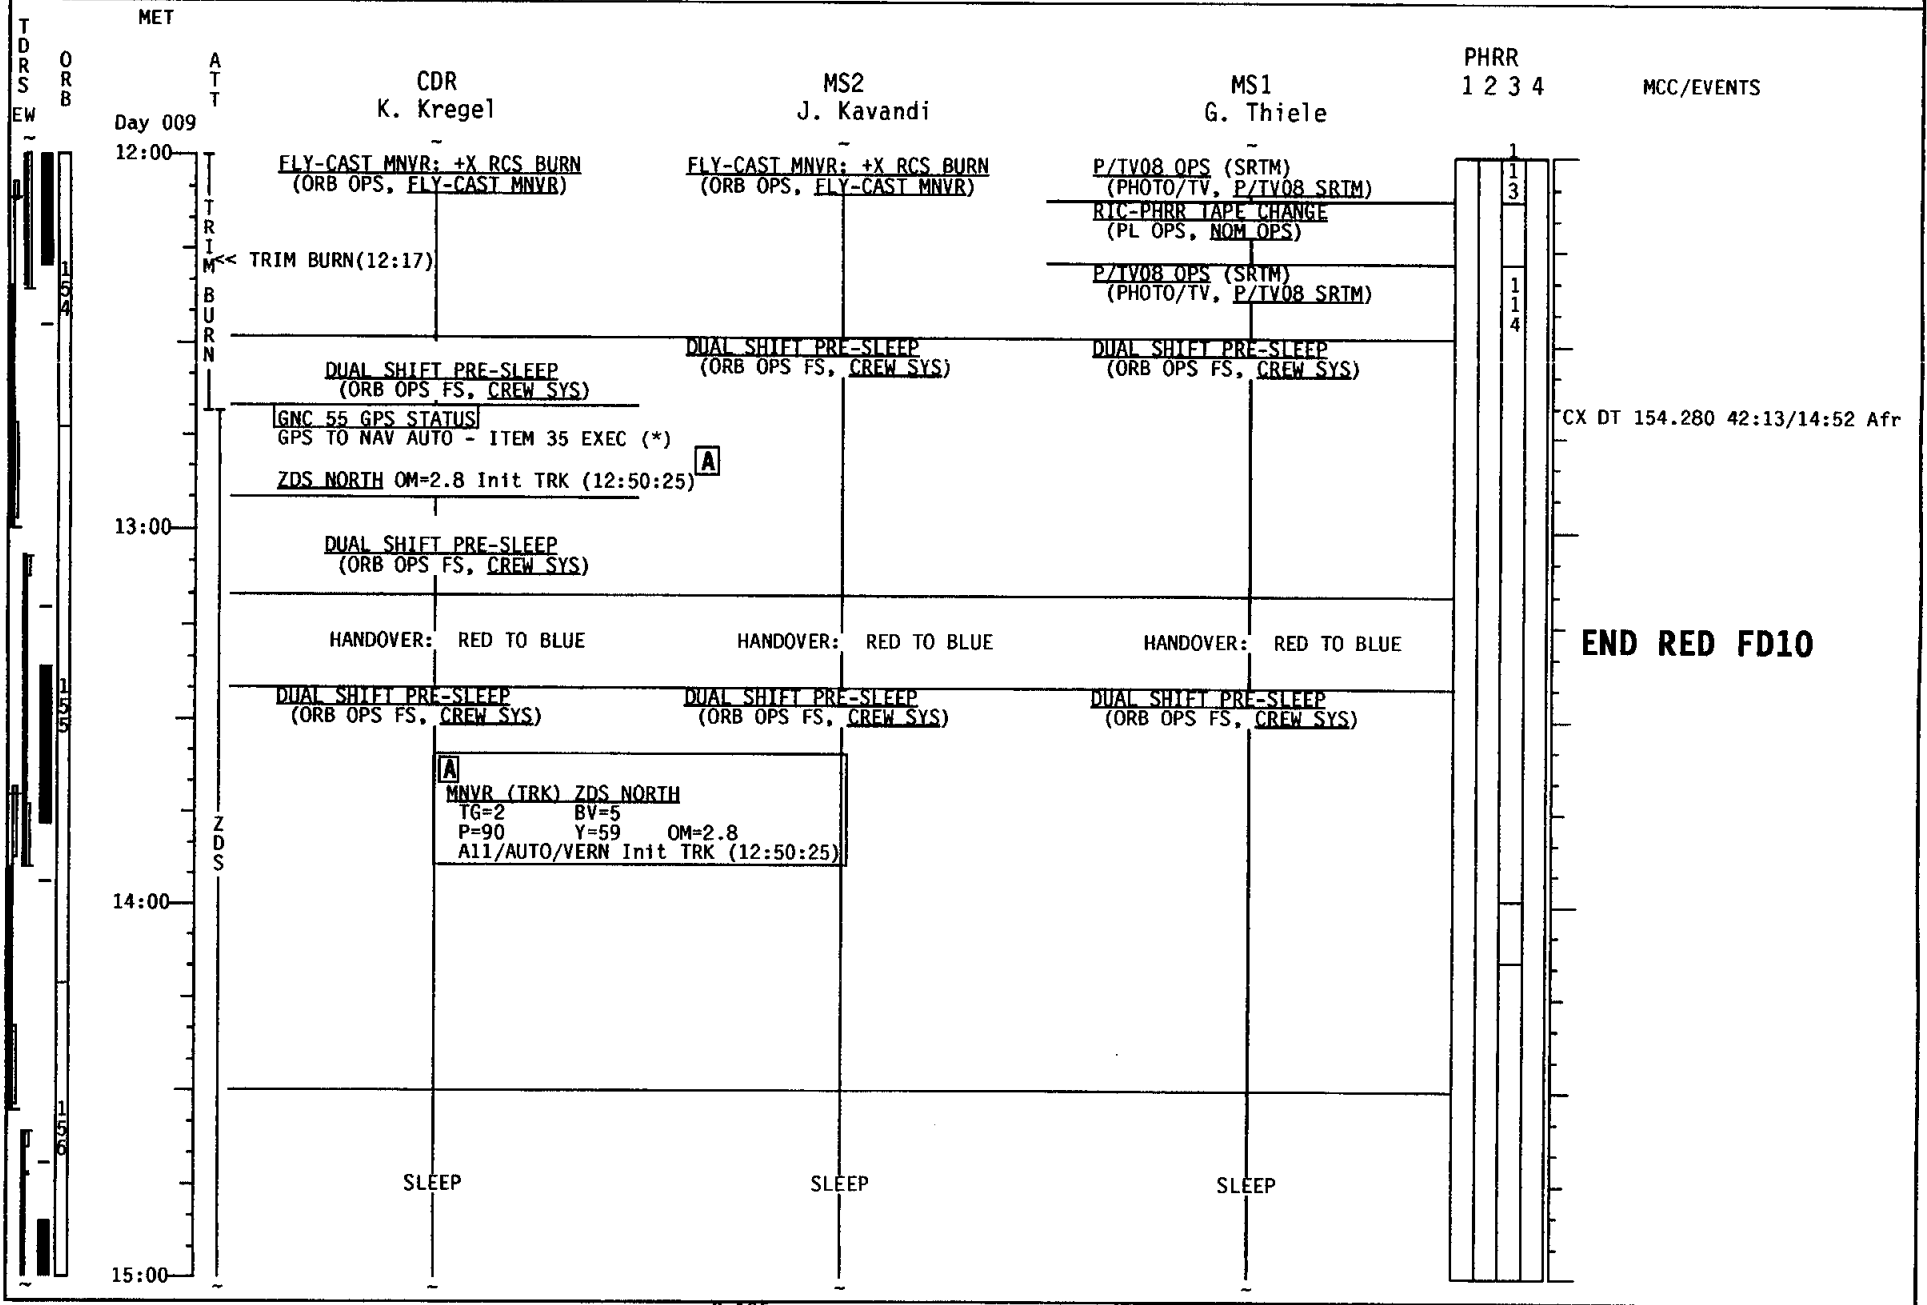 TDRS
EW
ORB
MET
Day 009
ATT
CDR
K. Kregel
MS2
J. Kavandi
MS1
G. Thiele
PHRR
1 2 3 4
MCC/EVENTS
12:00
FLY-CAST MNVR: +X RCS BURN
(ORB OPS, FLY-CAST MNVR)
FLY-CAST MNVR: +X RCS BURN
(ORB OPS, FLY-CAST MNVR)
P/TV08 OPS (SRTM)
(PHOTO/TV, P/TV08 SRTM)
113
RIC-PHRR TAPE CHANGE
(PL OPS, NOM OPS)
TRIM BURN
<< TRIM BURN(12:17)
154
P/TV08 OPS (SRTM)
(PHOTO/TV, P/TV08 SRTM)
114
DUAL SHIFT PRE-SLEEP
(ORB OPS FS, CREW SYS)
DUAL SHIFT PRE-SLEEP
(ORB OPS FS, CREW SYS)
DUAL SHIFT PRE-SLEEP
(ORB OPS FS, CREW SYS)
GNC 55 GPS STATUS
GPS TO NAV AUTO - ITEM 35 EXEC (*)
CX DT 154.280 42:13/14:52 Afr
A
ZDS NORTH OM=2.8 Init TRK (12:50:25)
13:00
DUAL SHIFT PRE-SLEEP
(ORB OPS FS, CREW SYS)
HANDOVER: RED TO BLUE
HANDOVER: RED TO BLUE
HANDOVER: RED TO BLUE
END RED FD10
155
DUAL SHIFT PRE-SLEEP
(ORB OPS FS, CREW SYS)
DUAL SHIFT PRE-SLEEP
(ORB OPS FS, CREW SYS)
DUAL SHIFT PRE-SLEEP
(ORB OPS FS, CREW SYS)
A
MNVR (TRK) ZDS NORTH
TG=2 BV=5
P=90 Y=59 OM=2.8
All/AUTO/VERN Init TRK (12:50:25)
ZDS
14:00
156
SLEEP
SLEEP
SLEEP
15:00